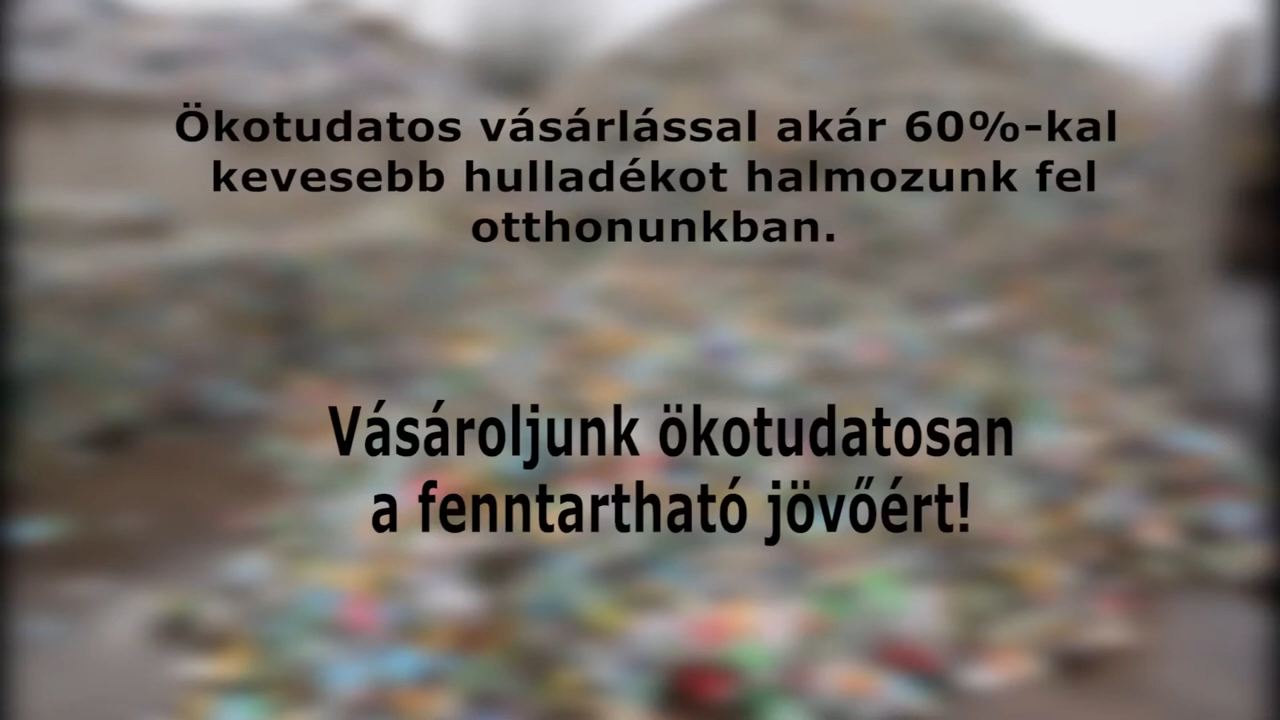 Ökotudatos vásárlással akár 60%-kal
kevesebb hulladékot halmozunk fel
otthonunkban.
Vásároljunk ökotudatosan
a fenntartható jövőért!